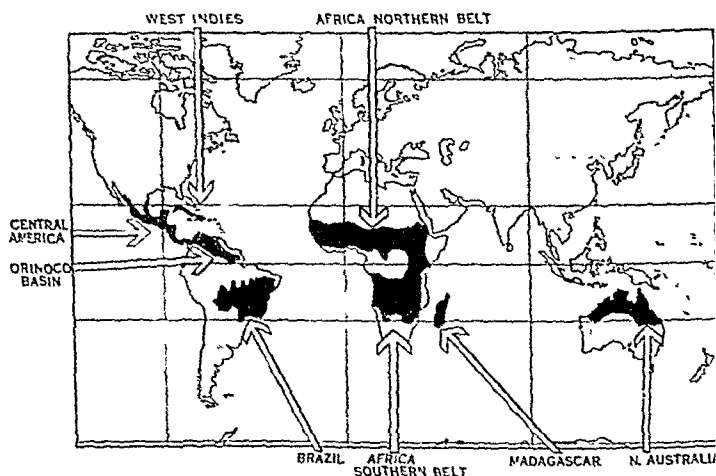 WEST INDIES
AFRICA NORTHERN BELT
CENTRAL
AMERICA
ORINOCO
BASIN
BRAZIL
AFRICA
SOUTHERN BELT
MADAGASCAR
N. AUSTRALIA